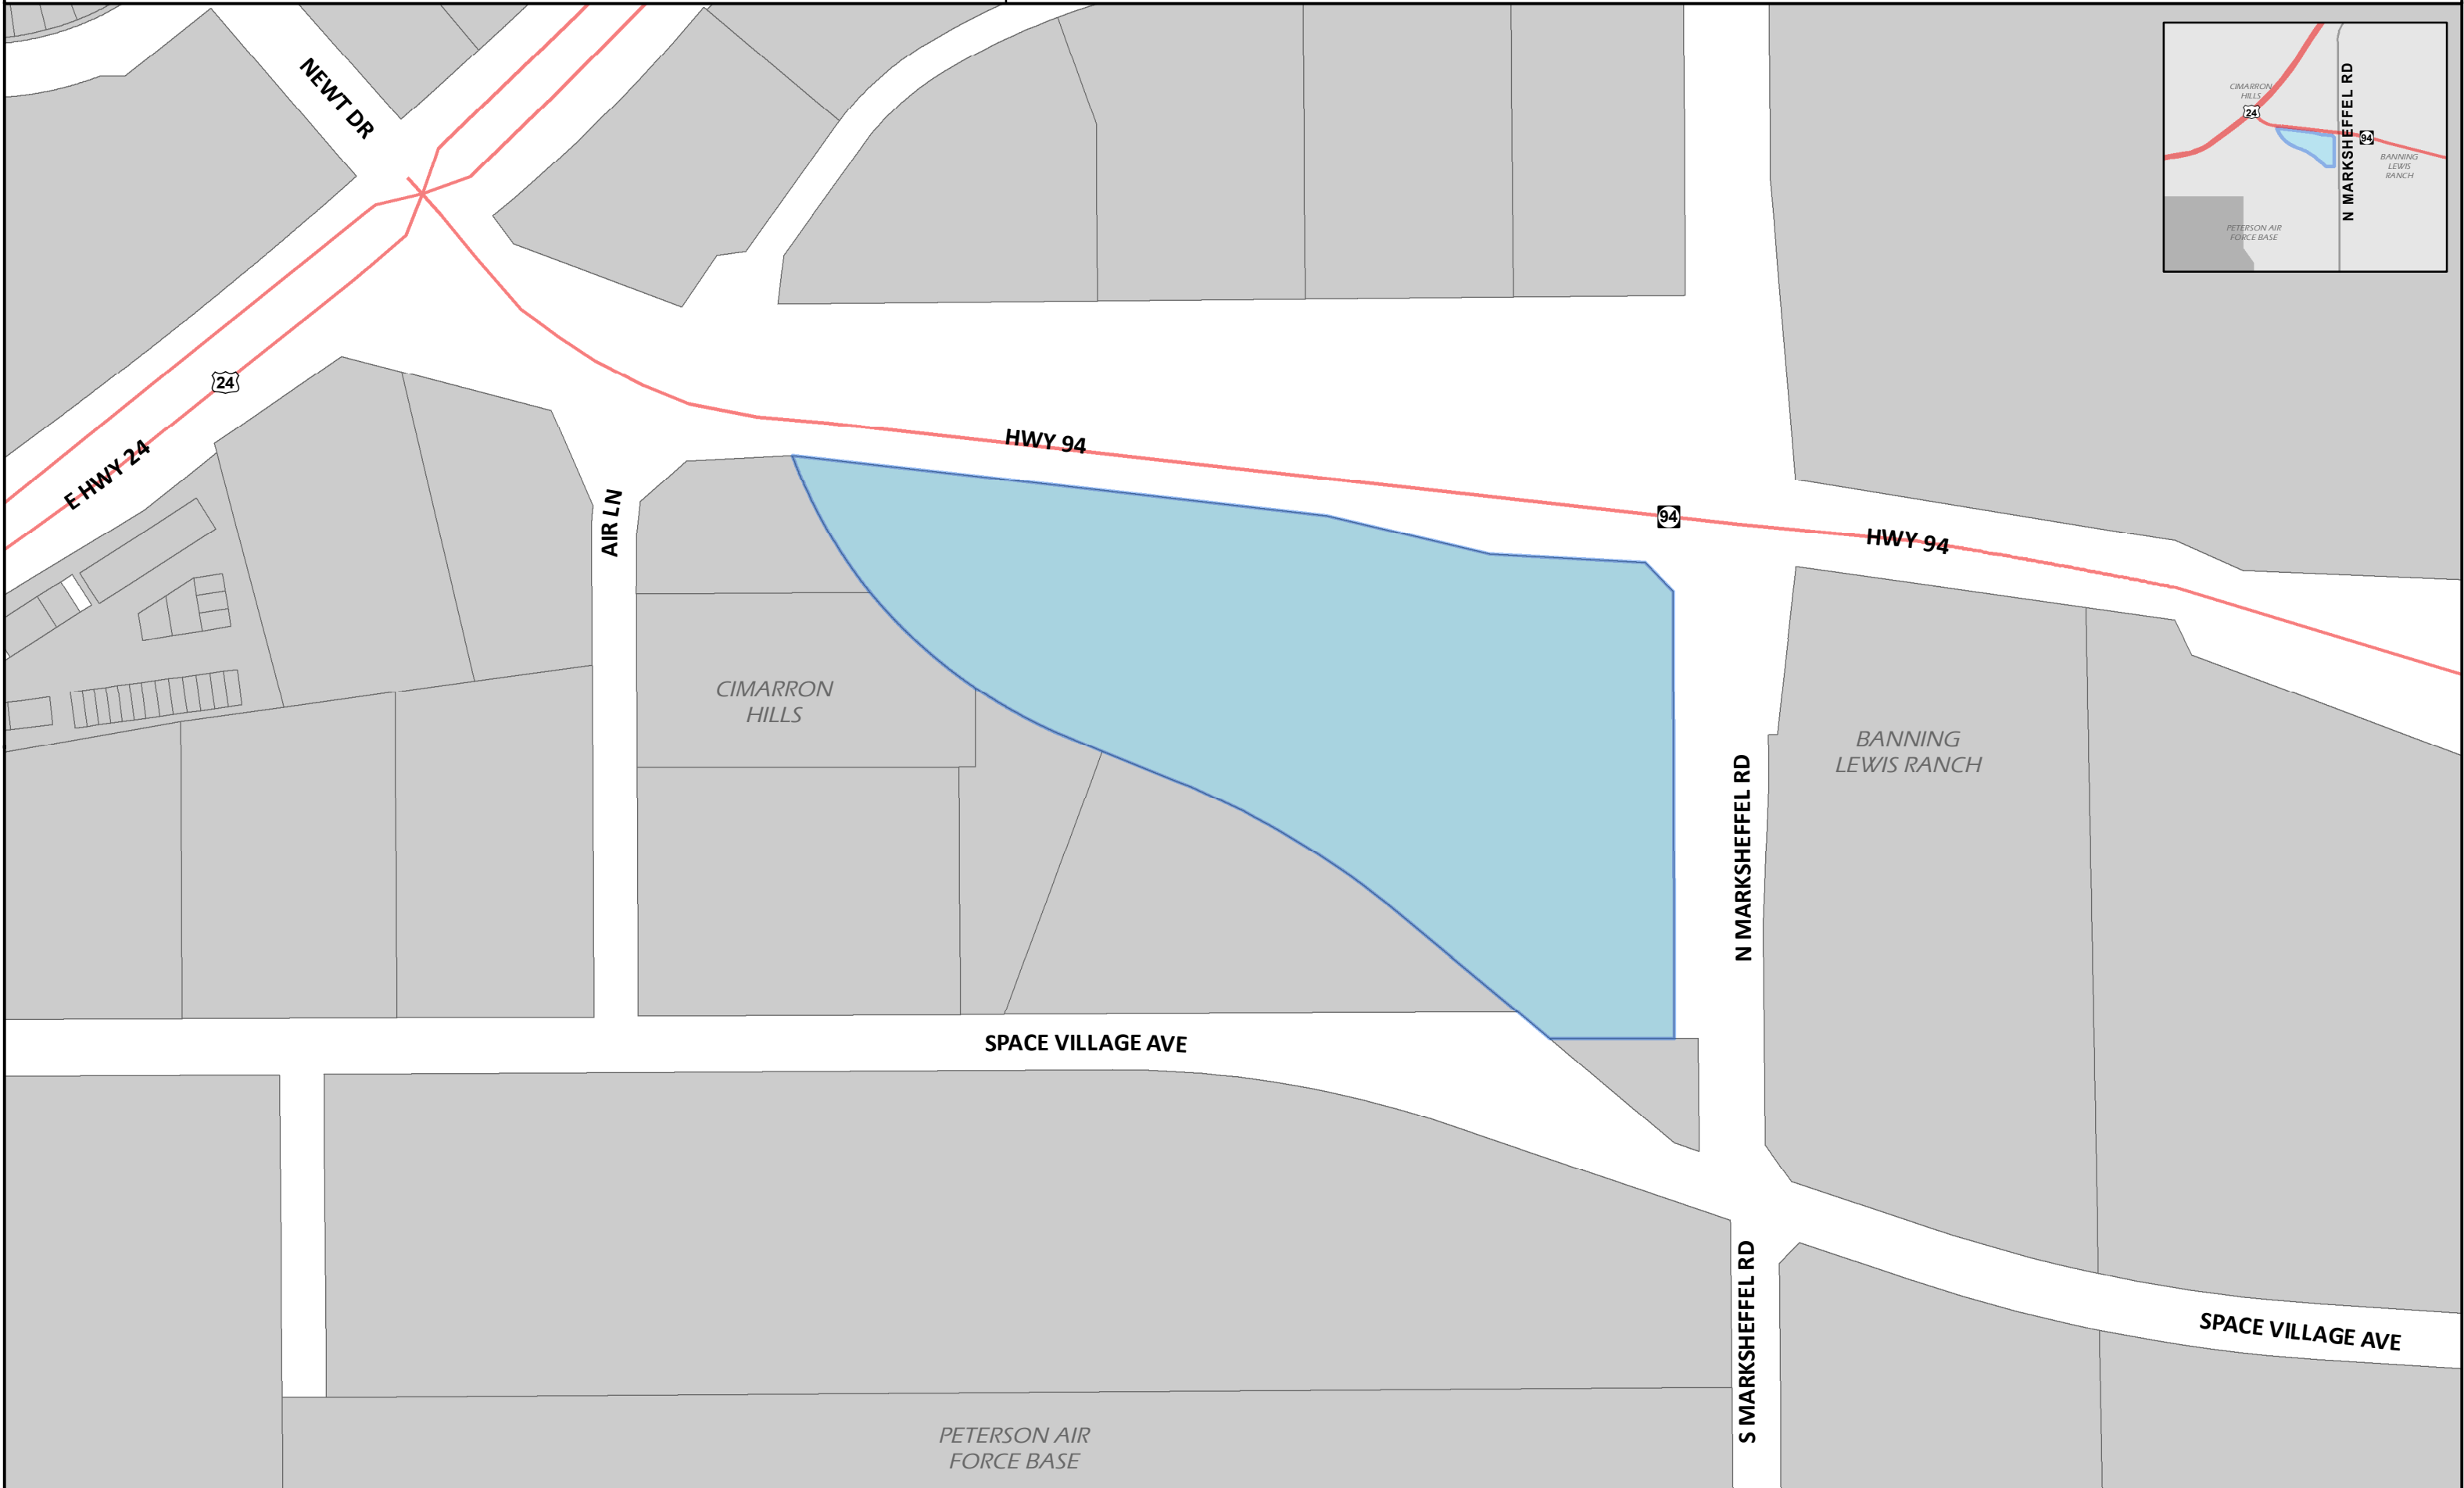 NEWT DR
CIMARRON
HILLS
24
N MARKSHEFFEL RD
94
BANNING
LEWIS
RANCH
PETERSON AIR
FORCE BASE
24
E HWY 24
HWY 94
94
HWY 94
AIR LN
CIMARRON
HILLS
BANNING
LEWIS RANCH
N MARKSHEFFEL RD
SPACE VILLAGE AVE
S MARKSHEFFEL RD
SPACE VILLAGE AVE
PETERSON AIR
FORCE BASE